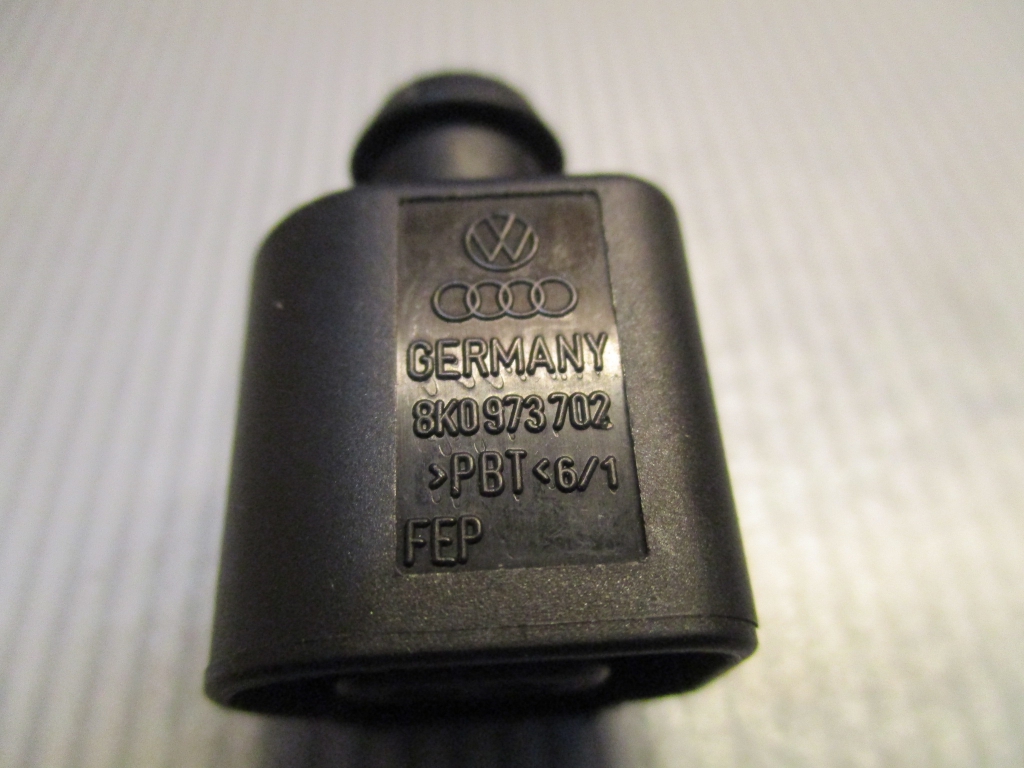 GERMANY
8K0 973 702
>PBT<6/1
FEP